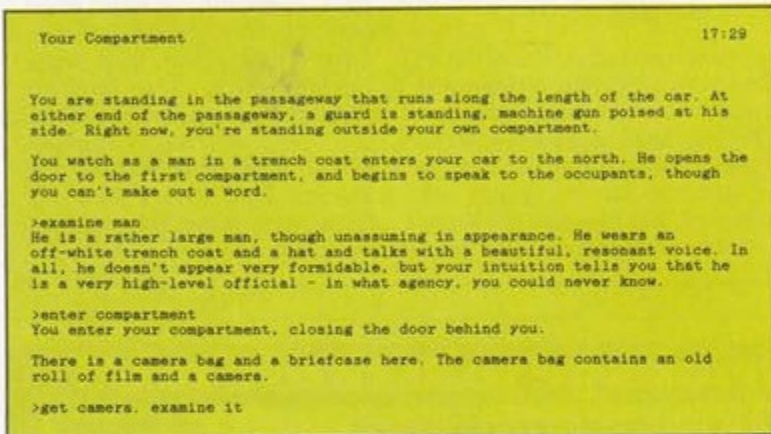 Your Compartment 17:29
You are standing in the passageway that runs along the length of the car. At
either end of the passageway, a guard is standing, machine gun poised at his
side. Right now, you're standing outside your own compartment.
You watch as a man in a trench coat enters your car to the north. He opens the
door to the first compartment, and begins to speak to the occupants, though
you can't make out a word.
>examine man
He is a rather large man, though unassuming in appearance. He wears an
off-white trench coat and a hat and talks with a beautiful, resonant voice. In
all, he doesn't appear very formidable, but your intuition tells you that he
is a very high-level official - in what agency, you could never know.
>enter compartment
You enter your compartment, closing the door behind you.
There is a camera bag and a briefcase here. The camera bag contains an old
roll of film and a camera.
>get camera. examine it